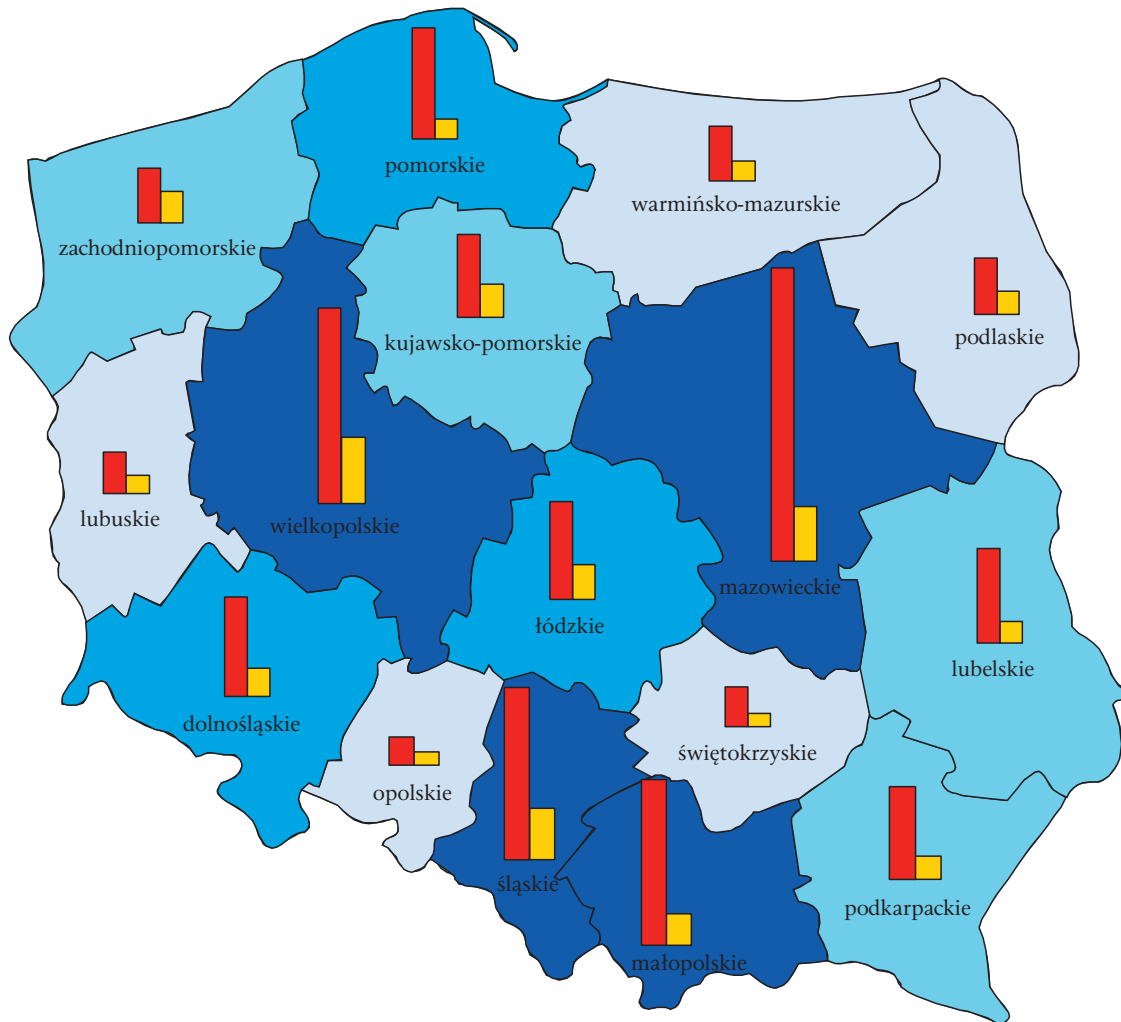 pomorskie
warmińsko-mazurskie
zachodniopomorskie
podlaskie
kujawsko-pomorskie
lubuskie
wielkopolskie
mazowieckie
łódzkie
lubelskie
dolnośląskie
świętokrzyskie
opolskie
śląskie
podkarpackie
małopolskie